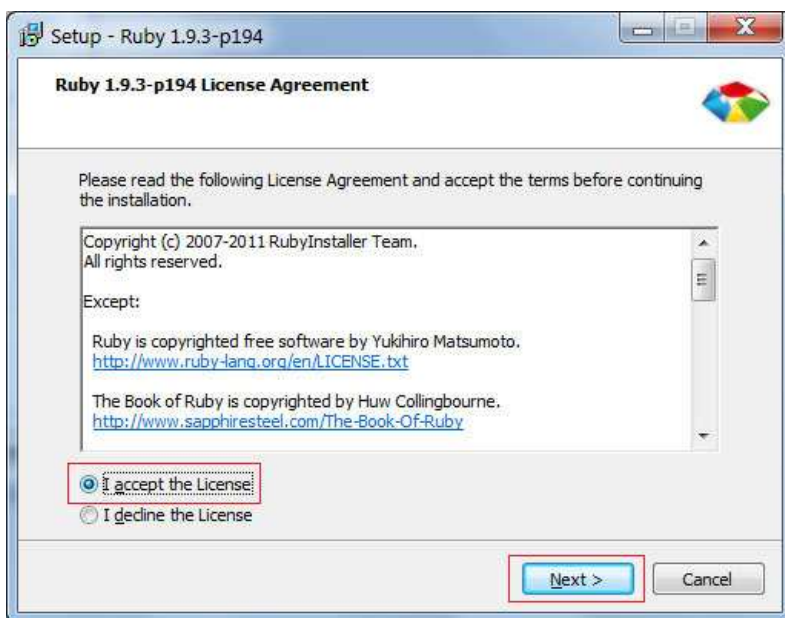 Setup - Ruby 1.9.3-p194
Ruby 1.9.3-p194 License Agreement
Please read the following License Agreement and accept the terms before continuing
the installation.
Copyright (c) 2007-2011 RubyInstaller Team.
All rights reserved.
Except:
Ruby is copyrighted free software by Yukihiro Matsumoto.
http://www.ruby-lang.org/en/LICENSE.txt
The Book of Ruby is copyrighted by Huw Collingbourne.
http://www.sapphiresteel.com/The-Book-Of-Ruby
I accept the License
I decline the License
Next >
Cancel